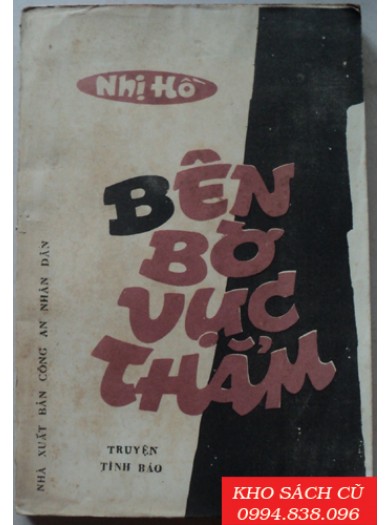 Nhị Hồ
BÊN
BỜ
VỰC
THẲM
NHÀ XUẤT BẢN CÔNG AN NHÂN DÂN
TRUYỆN
TÌNH BÁO
KHO SÁCH CŨ
0994.838.096